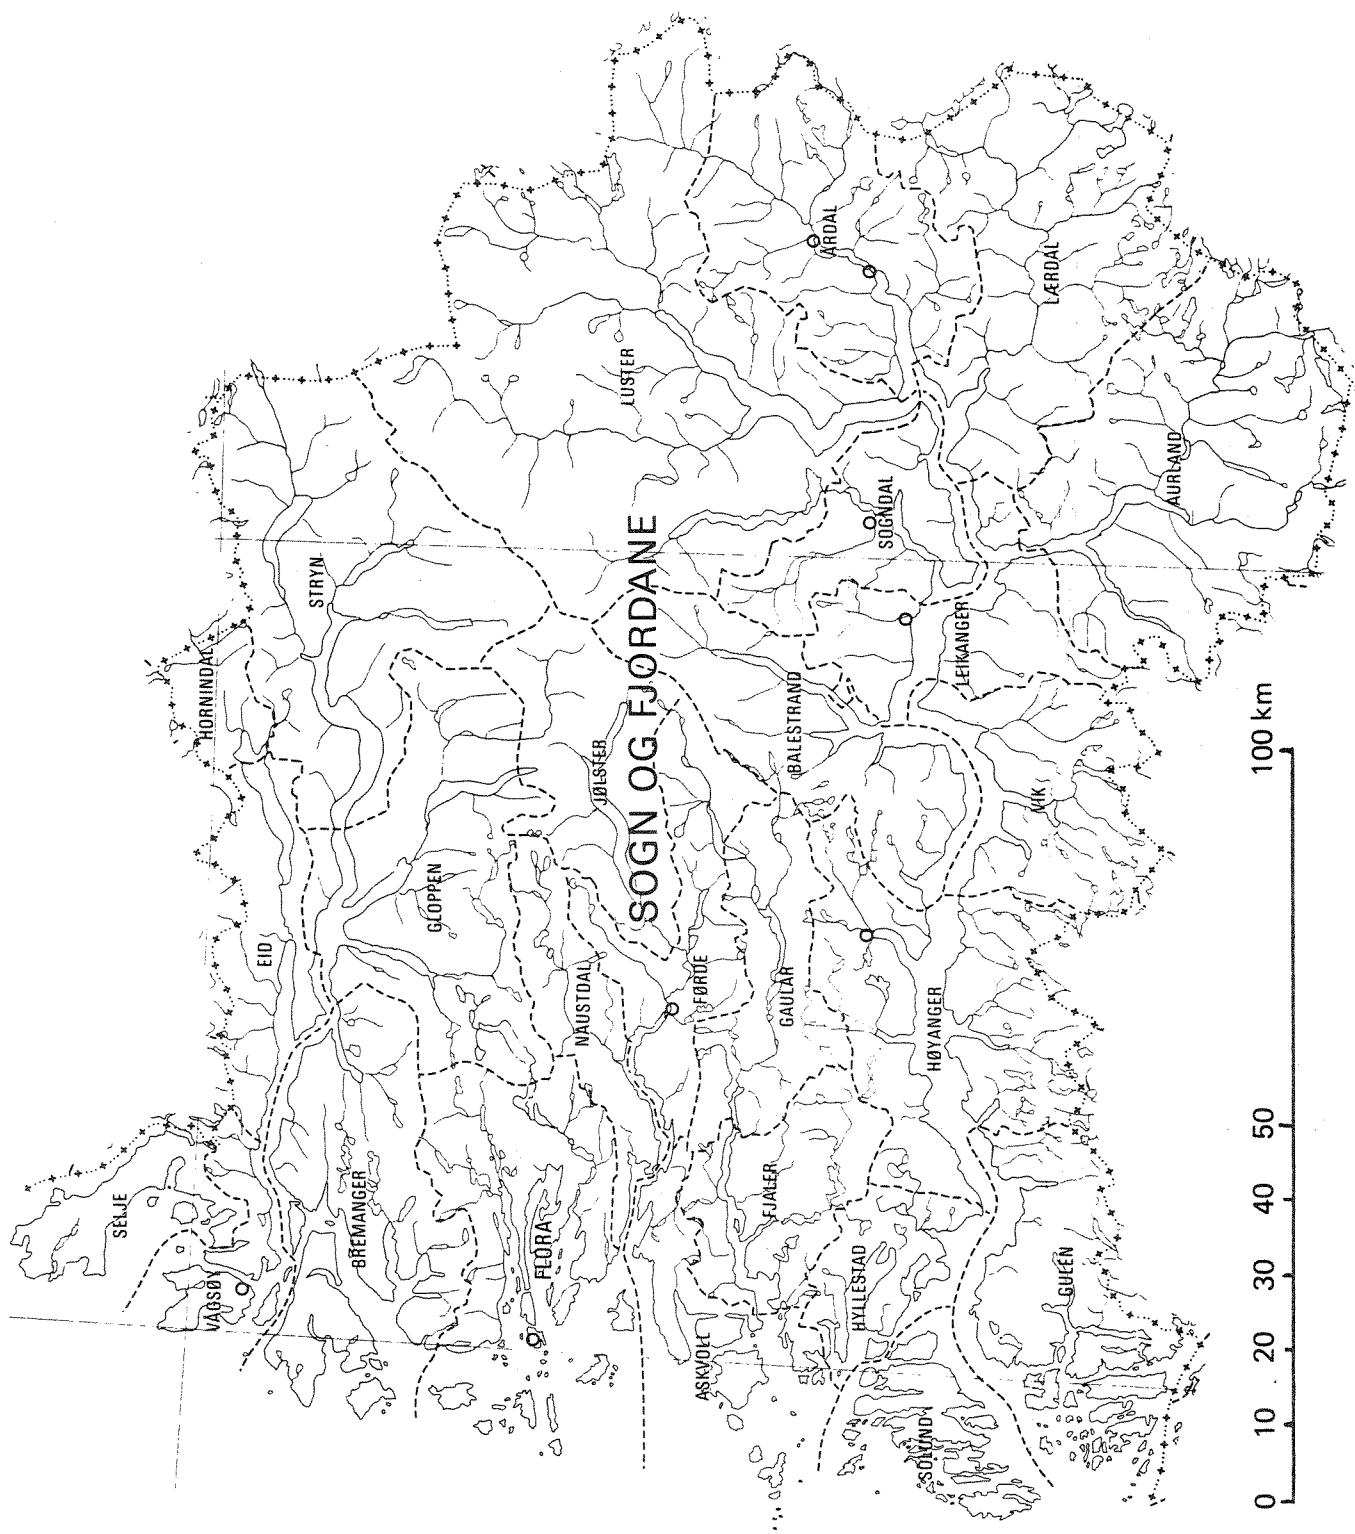 SELJE
HORNINDAL
VÅGSØY
EID
STRYN
BREMANGER
GLOPPEN
FLORA
NAUSTDAL
JØLSTER
LUSTER
SOGN OG FJORDANE
FØRDE
ASKVOLL
FJALER
GAULAR
BALESTRAND
ÅRDAL
HYLLESTAD
SOGNDAL
SOLUND
HØYANGER
LEIKANGER
VIK
LÆRDAL
GULEN
AURLAND
0 10 20 30 40 50 100 km